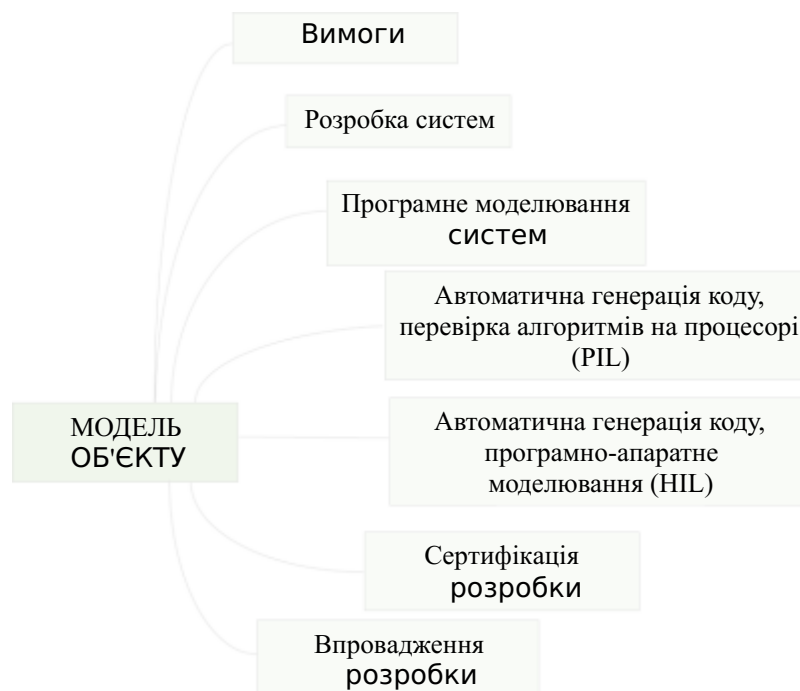 Вимоги
Розробка систем
Програмне моделювання
систем
Автоматична генерація коду,
перевірка алгоритмів на процесорі
(PIL)
МОДЕЛЬ
ОБ'ЄКТУ
Автоматична генерація коду,
програмно-апаратне
моделювання (HIL)
Сертифікація
розробки
Впровадження
розробки